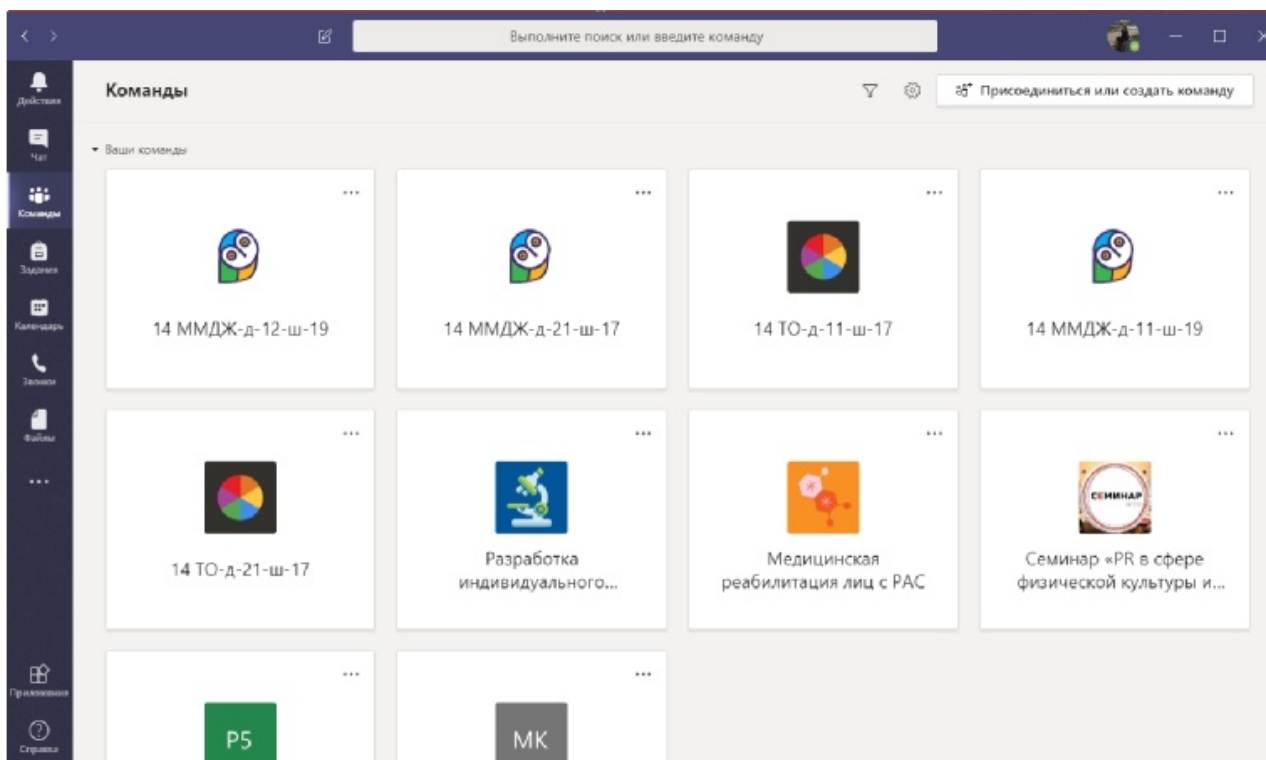 Выполните поиск или введите команду
Действия
Чат
Команды
Задания
Календарь
Звонки
Файлы
Приложения
Справка
Команды
Присоединиться или создать команду
Ваши команды
14 ММДЖ-д-12-ш-19
14 ММДЖ-д-21-ш-17
14 ТО-д-11-ш-17
14 ММДЖ-д-11-ш-19
14 ТО-д-21-ш-17
Разработка
индивидуального...
Медицинская
реабилитация лиц с РАС
СЕМИНАР
Семинар «PR в сфере
физической культуры и...
Р5
МК